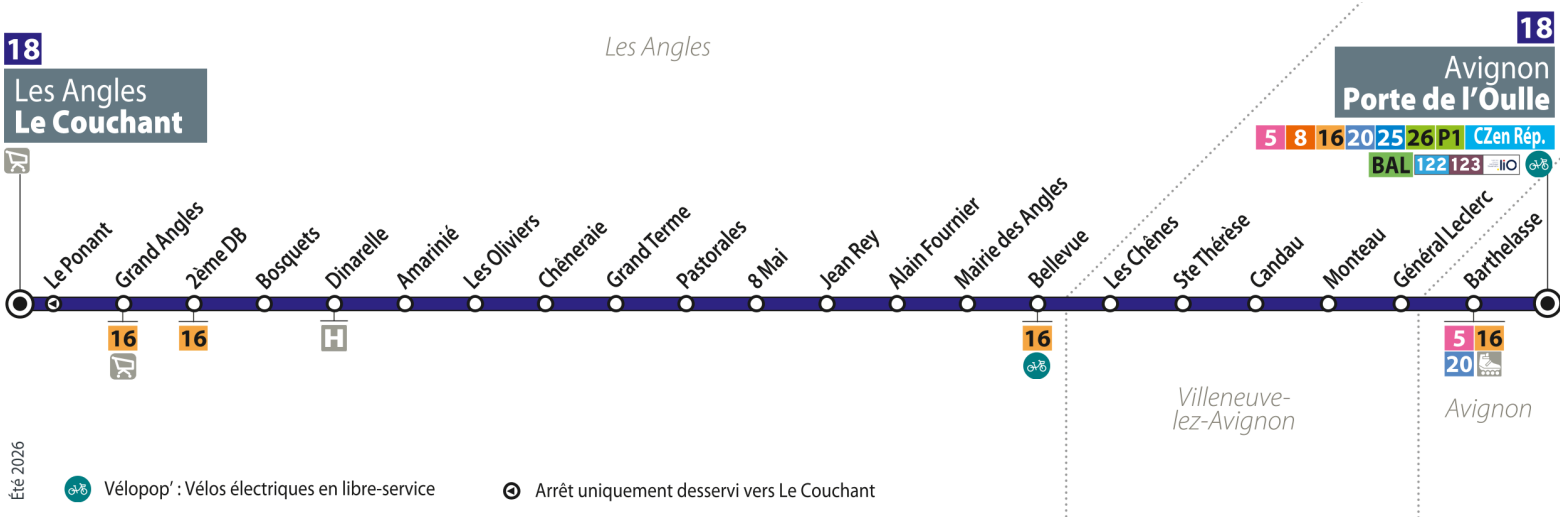 18
Les Angles
Le Couchant
Les Angles
18
Avignon
Porte de l'Oulle
5 8 16 20 25 26 P1 CZen Rép.
BAL 122 123 liO
Le Ponant
Grand Angles
2ème DB
Bosquets
Dinarelle
Amarinié
Les Oliviers
Chêneraie
Grand Terme
Pastorales
8 Mai
Jean Rey
Alain Fournier
Mairie des Angles
Bellevue
Les Chênes
Ste Thérèse
Candau
Monteau
Général Leclerc
Barthelasse
16
16
H
16
5 16
20
Villeneuve-
lez-Avignon
Avignon
Été 2026
Vélopop' : Vélos électriques en libre-service
Arrêt uniquement desservi vers Le Couchant